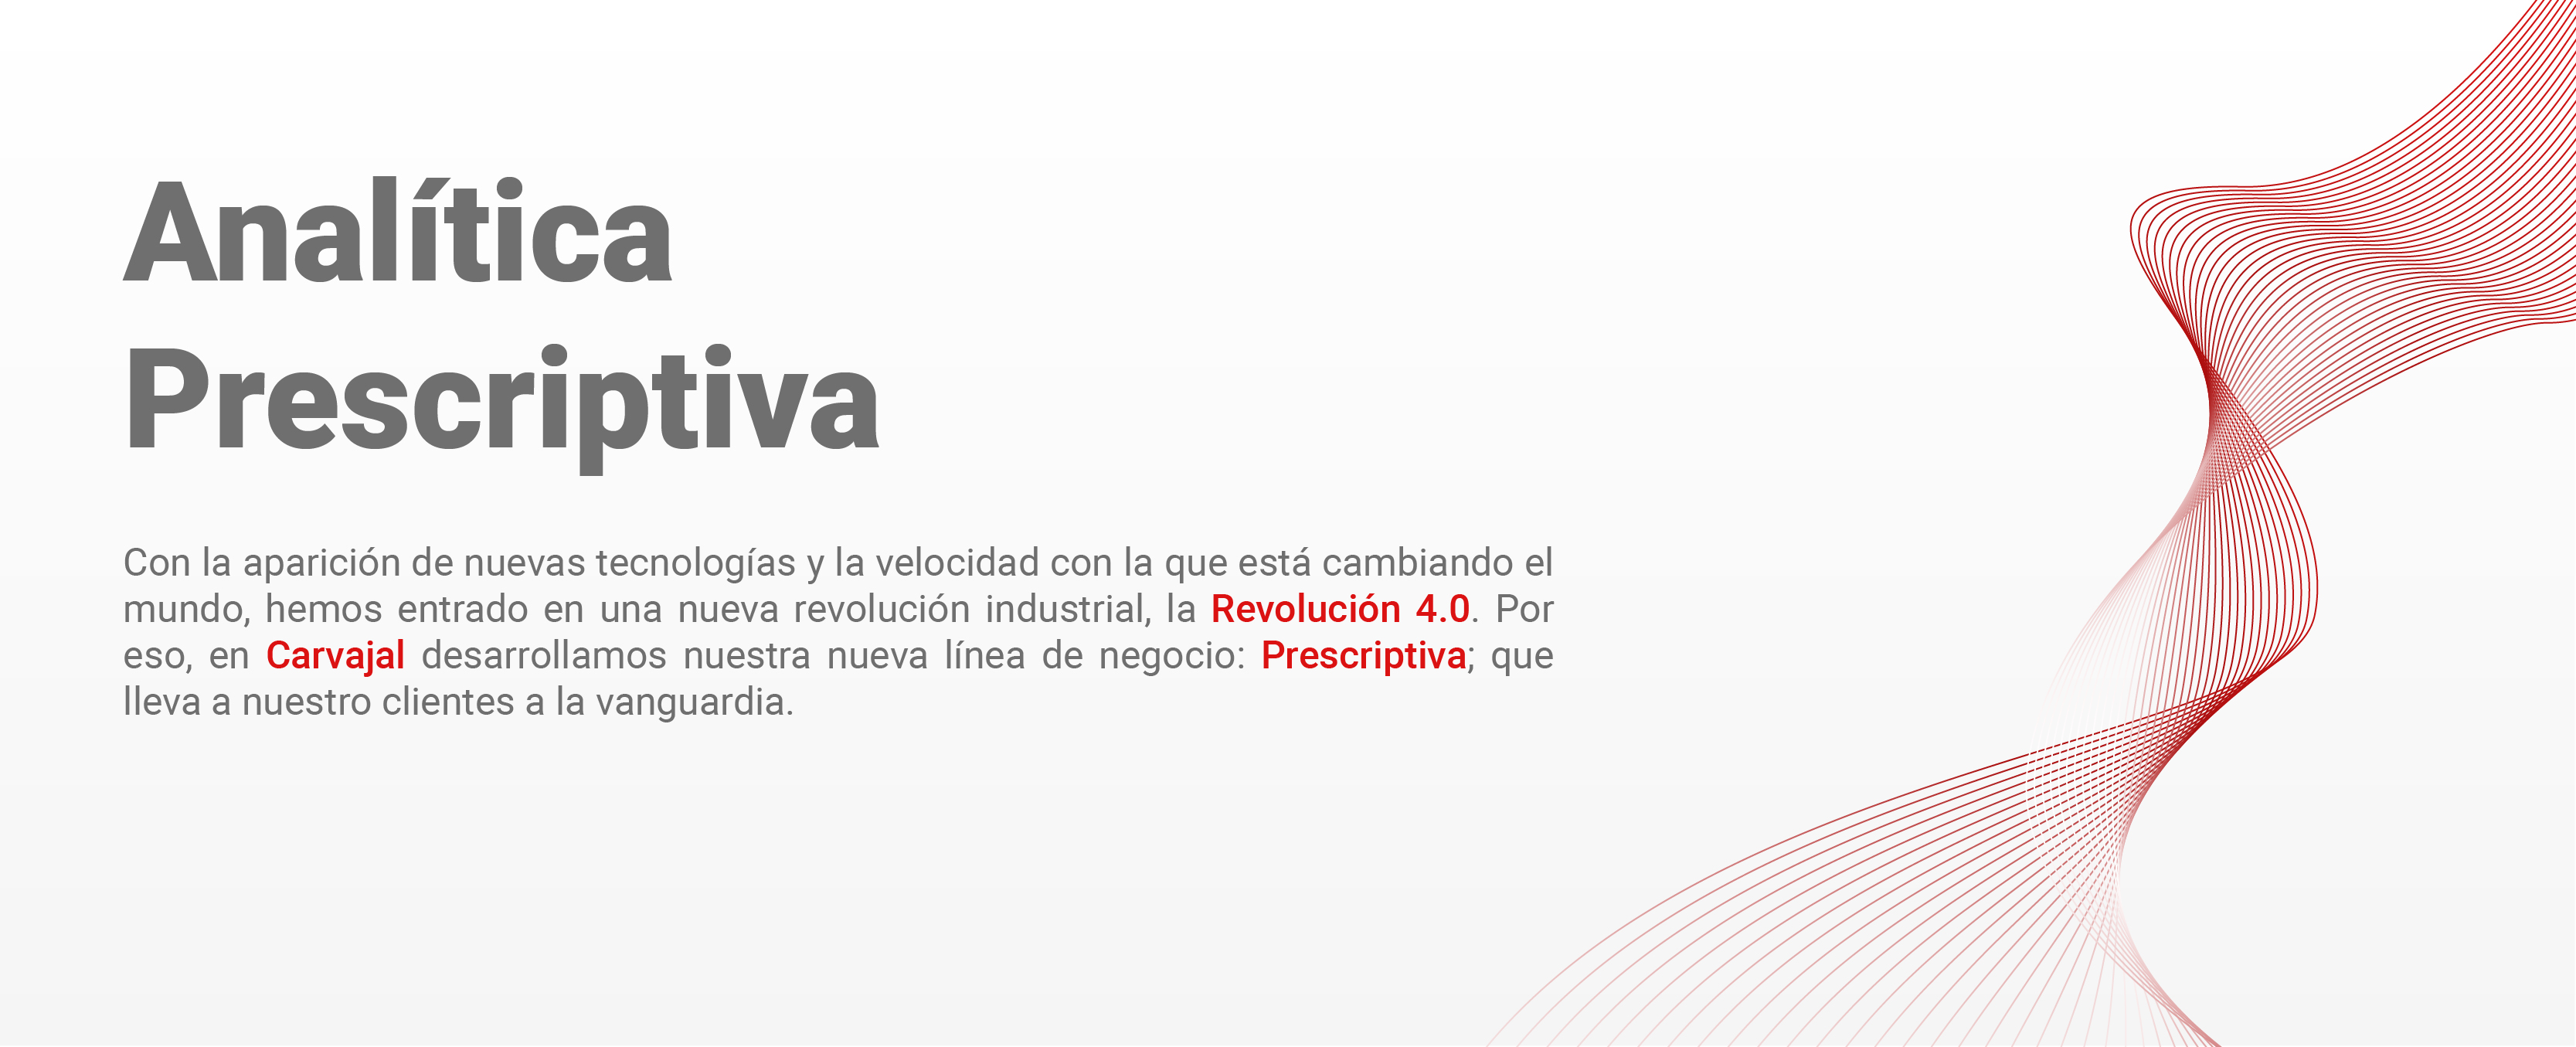 Analítica
Prescriptiva
Con la aparición de nuevas tecnologías y la velocidad con la que está cambiando el
mundo, hemos entrado en una nueva revolución industrial, la Revolución 4.0. Por
eso, en Carvajal desarrollamos nuestra nueva línea de negocio: Prescriptiva; que
lleva a nuestro clientes a la vanguardia.